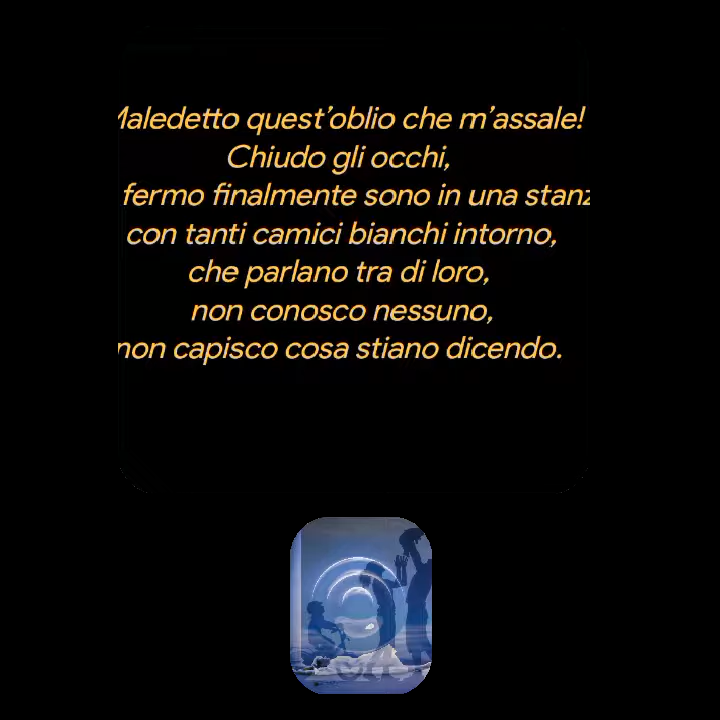 Maledetto quest'oblio che m'assale!
Chiudo gli occhi,
fermo finalmente sono in una stanz
con tanti camici bianchi intorno,
che parlano tra di loro,
non conosco nessuno,
non capisco cosa stiano dicendo.